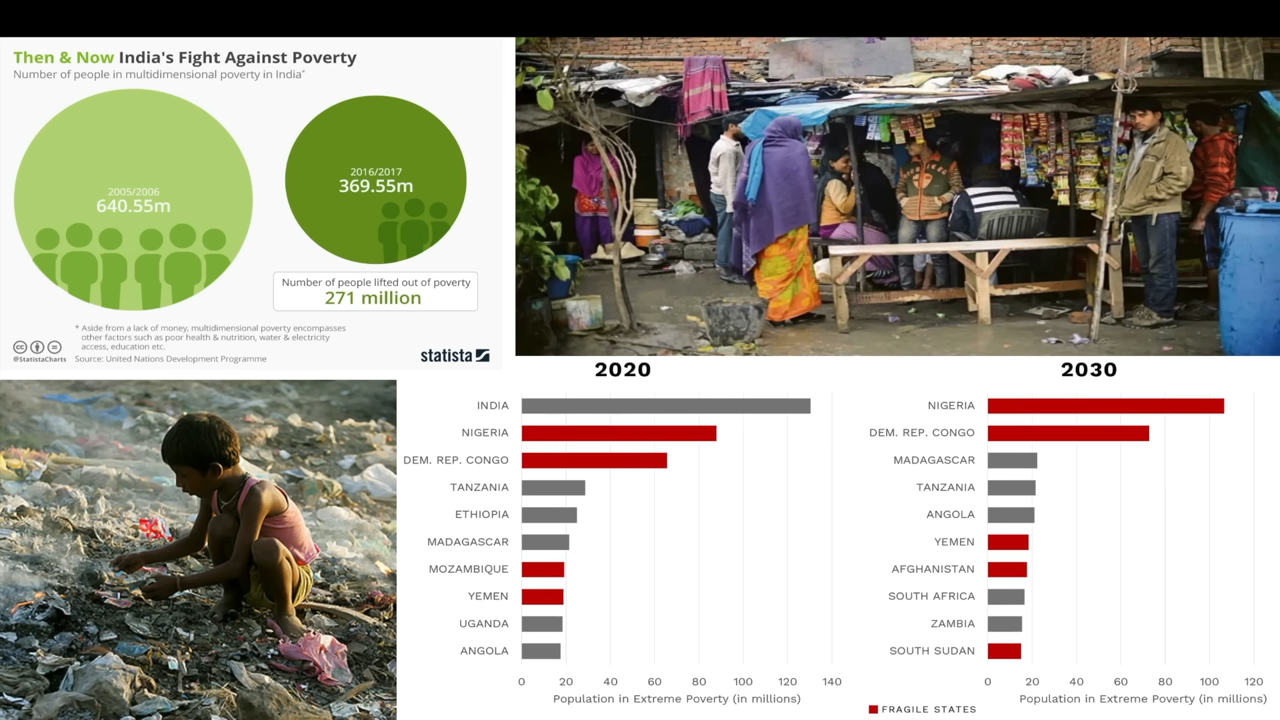 Then & Now India's Fight Against Poverty
Number of people in multidimensional poverty in India*
2005/2006
640.55m
2016/2017
369.55m
Number of people lifted out of poverty
271 million
* Aside from a lack of money, multidimensional poverty encompasses
other factors such as poor health & nutrition, water & electricity
access, education etc.
@StatistaCharts Source: United Nations Development Programme
statista
2020
INDIA
NIGERIA
DEM. REP. CONGO
TANZANIA
ETHIOPIA
MADAGASCAR
MOZAMBIQUE
YEMEN
UGANDA
ANGOLA
0 20 40 60 80 100 120 140
Population in Extreme Poverty (in millions)
2030
NIGERIA
DEM. REP. CONGO
MADAGASCAR
TANZANIA
ANGOLA
YEMEN
AFGHANISTAN
SOUTH AFRICA
ZAMBIA
SOUTH SUDAN
0 20 40 60 80 100 120
Population in Extreme Poverty (in millions)
FRAGILE STATES